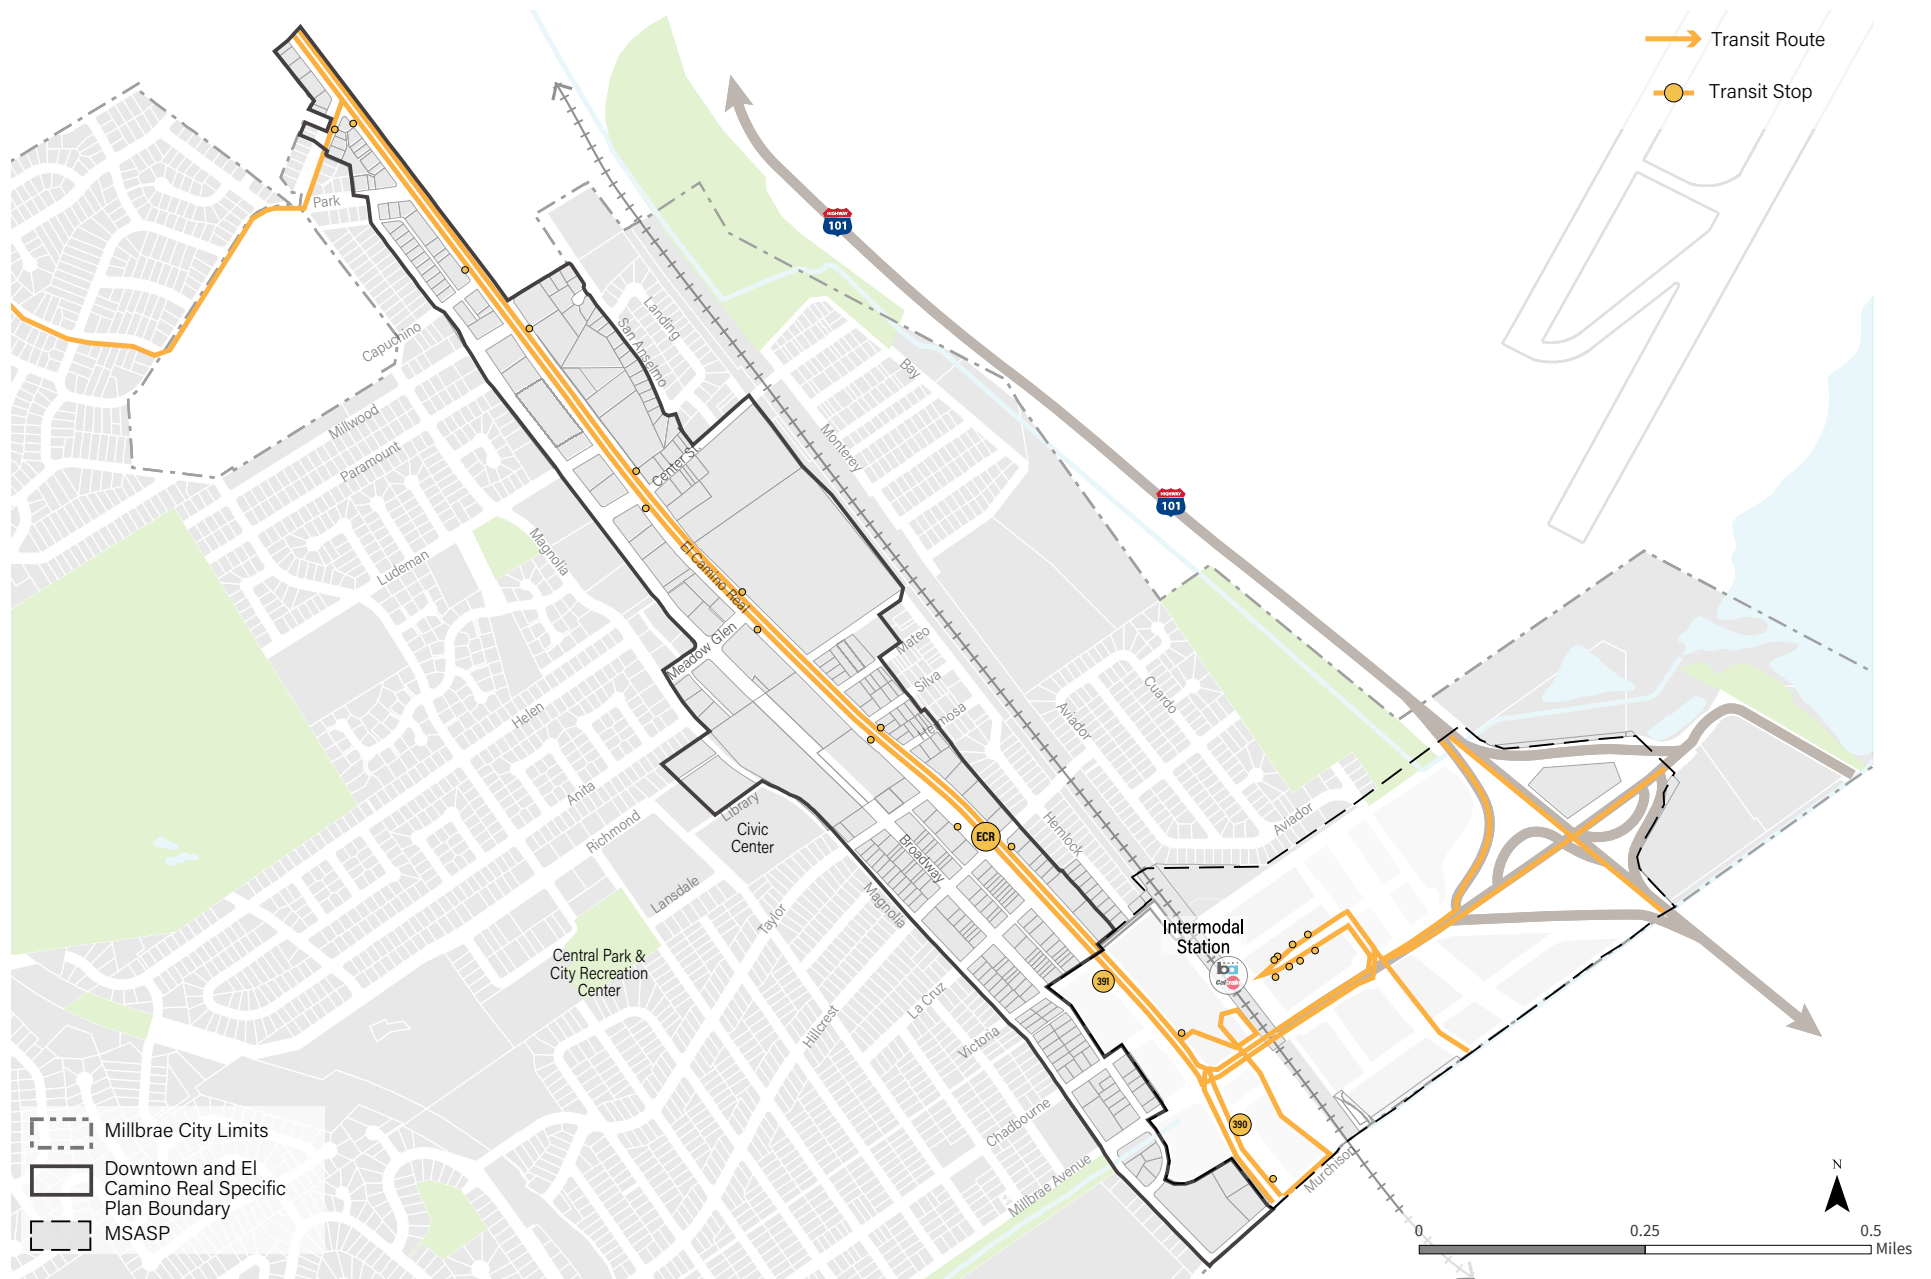 Transit Route
Transit Stop
HIGHWAY
101
HIGHWAY
101
Park
Capuchino
Landing
San Anselmo
Bay
Millwood
Paramount
Monterey
Center St.
Ludeman
Magnolia
El Camino Real
Meadow Glen
Mateo
Silva
Hermosa
Cuardo
Aviador
Helen
Anita
Richmond
Library
Civic
Center
ECR
Hemlock
Aviador
Broadway
Magnolia
Lansdale
Taylor
Intermodal
Station
Central Park &
City Recreation
Center
391
La Cruz
Hillcrest
Victoria
Chadbourne
390
Murchison
Millbrae Avenue
Millbrae City Limits
Downtown and El
Camino Real Specific
Plan Boundary
MSASP
N
0 0.25 0.5
Miles